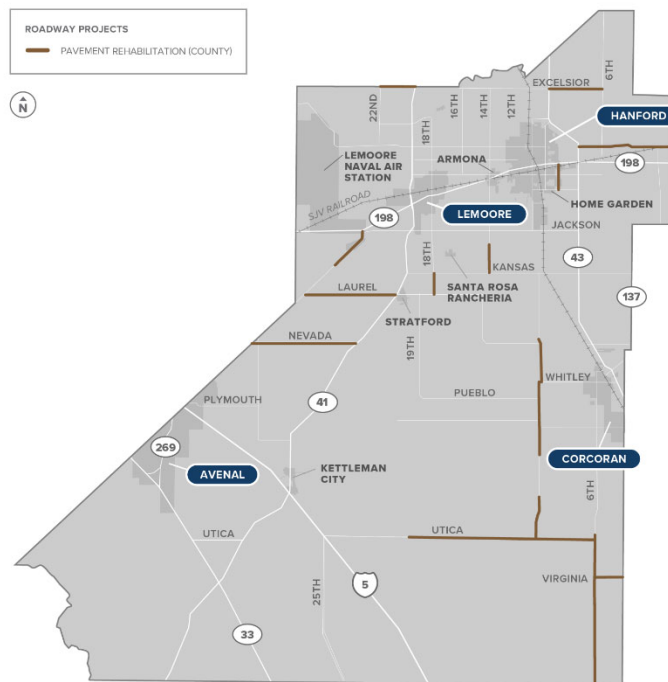 ROADWAY PROJECTS
PAVEMENT REHABILITATION (COUNTY)
N
EXCELSIOR
6TH
22ND
18TH
16TH
14TH
12TH
HANFORD
LEMOORE
NAVAL AIR
STATION
ARMONA
198
SJV RAILROAD
HOME GARDEN
198
LEMOORE
JACKSON
18TH
43
KANSAS
SANTA ROSA
RANCHERIA
LAUREL
137
STRATFORD
NEVADA
19TH
WHITLEY
PLYMOUTH
41
PUEBLO
269
AVENAL
KETTLEMAN
CITY
CORCORAN
6TH
UTICA
UTICA
VIRGINIA
25TH
5
33